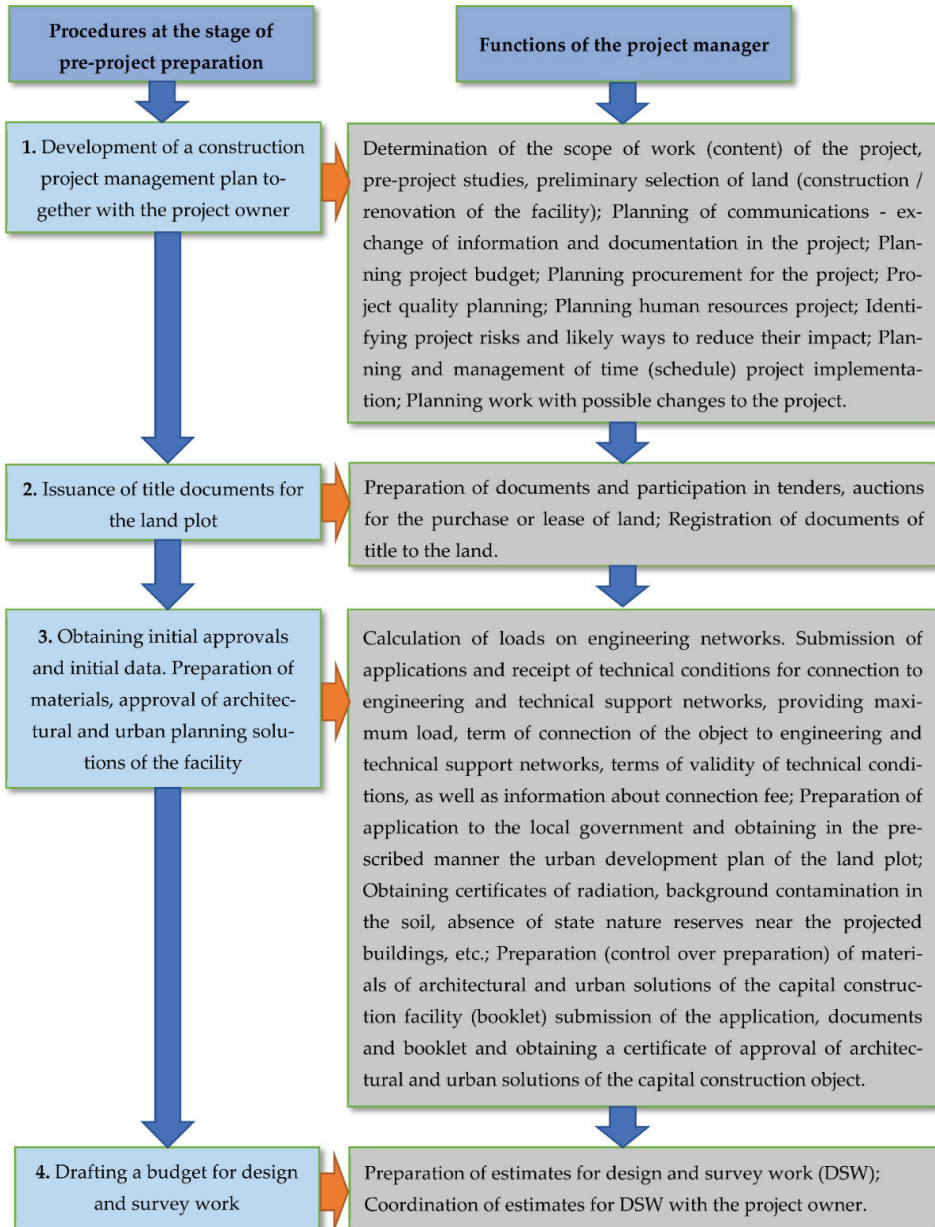 Procedures at the stage of
pre-project preparation
Functions of the project manager
1. Development of a construction
project management plan to-
gether with the project owner
Determination of the scope of work (content) of the project,
pre-project studies, preliminary selection of land (construction /
renovation of the facility); Planning of communications - ex-
change of information and documentation in the project; Plan-
ning project budget; Planning procurement for the project; Pro-
ject quality planning; Planning human resources project; Identi-
fying project risks and likely ways to reduce their impact; Plan-
ning and management of time (schedule) project implementa-
tion; Planning work with possible changes to the project.
2. Issuance of title documents for
the land plot
Preparation of documents and participation in tenders, auctions
for the purchase or lease of land; Registration of documents of
title to the land.
3. Obtaining initial approvals
and initial data. Preparation of
materials, approval of architec-
tural and urban planning solu-
tions of the facility
Calculation of loads on engineering networks. Submission of
applications and receipt of technical conditions for connection to
engineering and technical support networks, providing maxi-
mum load, term of connection of the object to engineering and
technical support networks, terms of validity of technical condi-
tions, as well as information about connection fee; Preparation of
application to the local government and obtaining in the pre-
scribed manner the urban development plan of the land plot;
Obtaining certificates of radiation, background contamination in
the soil, absence of state nature reserves near the projected
buildings, etc.; Preparation (control over preparation) of materi-
als of architectural and urban solutions of the capital construc-
tion facility (booklet) submission of the application, documents
and booklet and obtaining a certificate of approval of architec-
tural and urban solutions of the capital construction object.
4. Drafting a budget for design
and survey work
Preparation of estimates for design and survey work (DSW);
Coordination of estimates for DSW with the project owner.